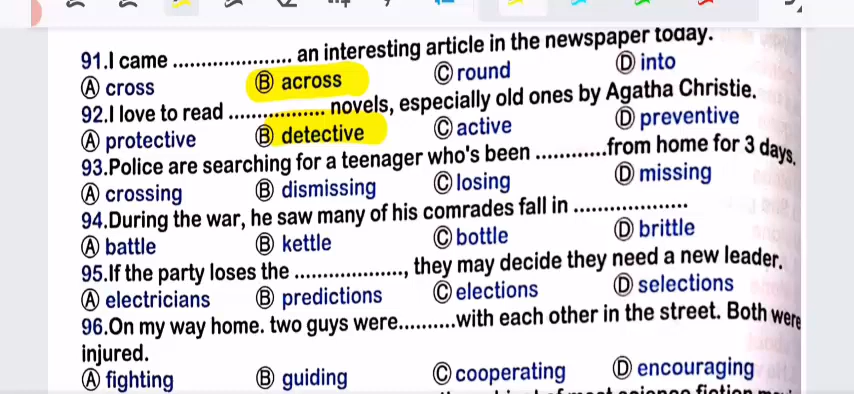 91.I came ..................... an interesting article in the newspaper today.
Ⓐ cross Ⓑ across Ⓒ round Ⓓ into
92.I love to read ................. novels, especially old ones by Agatha Christie.
Ⓐ protective Ⓑ detective Ⓒ active Ⓓ preventive
93.Police are searching for a teenager who's been .............from home for 3 days.
Ⓐ crossing Ⓑ dismissing Ⓒ losing Ⓓ missing
94.During the war, he saw many of his comrades fall in ....................
Ⓐ battle Ⓑ kettle Ⓒ bottle Ⓓ brittle
95.If the party loses the ...................., they may decide they need a new leader.
Ⓐ electricians Ⓑ predictions Ⓒ elections Ⓓ selections
96.On my way home. two guys were..........with each other in the street. Both were
injured.
Ⓐ fighting Ⓑ guiding Ⓒ cooperating Ⓓ encouraging